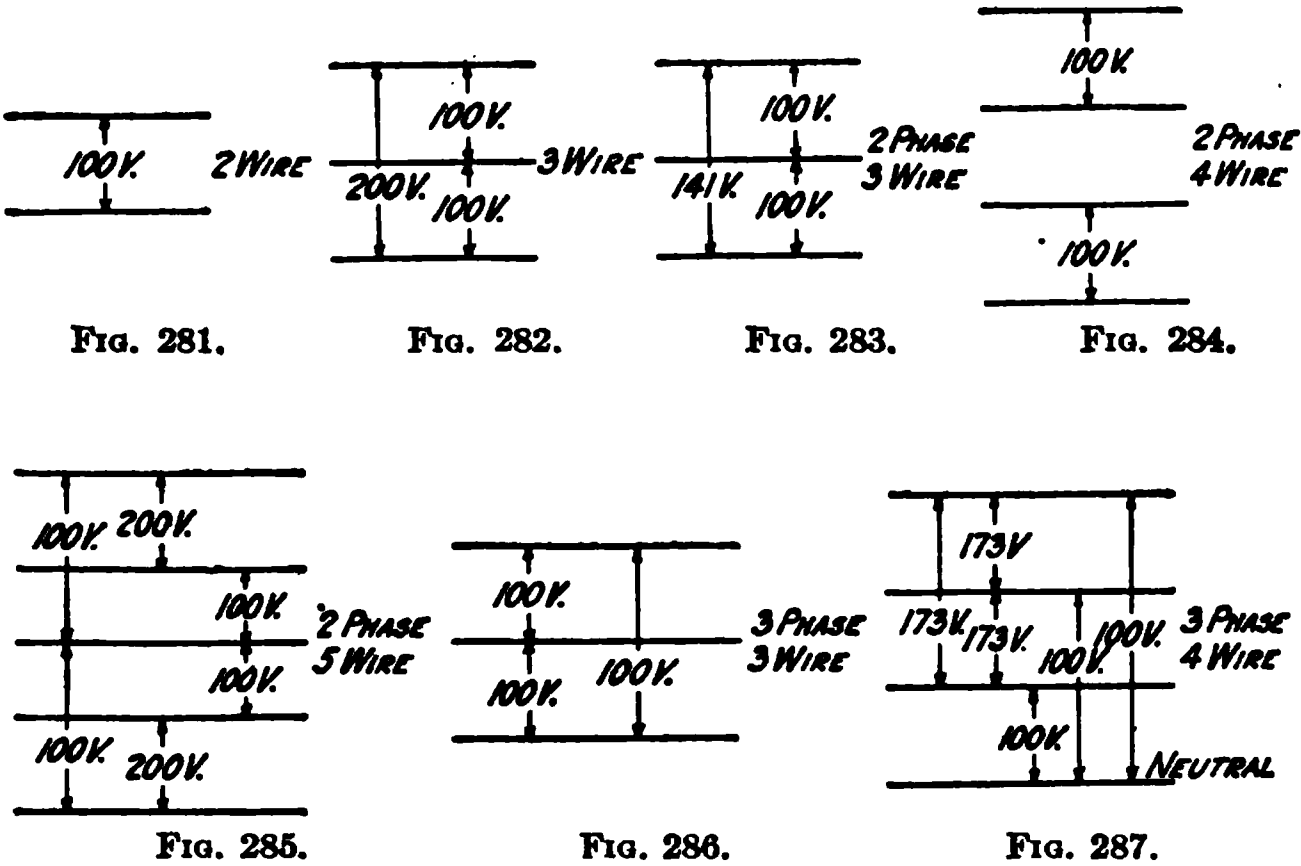 100V.
2 WIRE
FIG. 281.
100V.
200V.
100V.
3 WIRE
FIG. 282.
100V.
141V.
100V.
2 PHASE
3 WIRE
FIG. 283.
100V.
2 PHASE
4 WIRE
100V.
FIG. 284.
100V. 200V.
100V.
2 PHASE
5 WIRE
100V.
100V. 200V.
FIG. 285.
100V.
3 PHASE
3 WIRE
100V. 100V.
FIG. 286.
173V
173V. 173V. 100V. 100V.
3 PHASE
4 WIRE
100V.
NEUTRAL
FIG. 287.